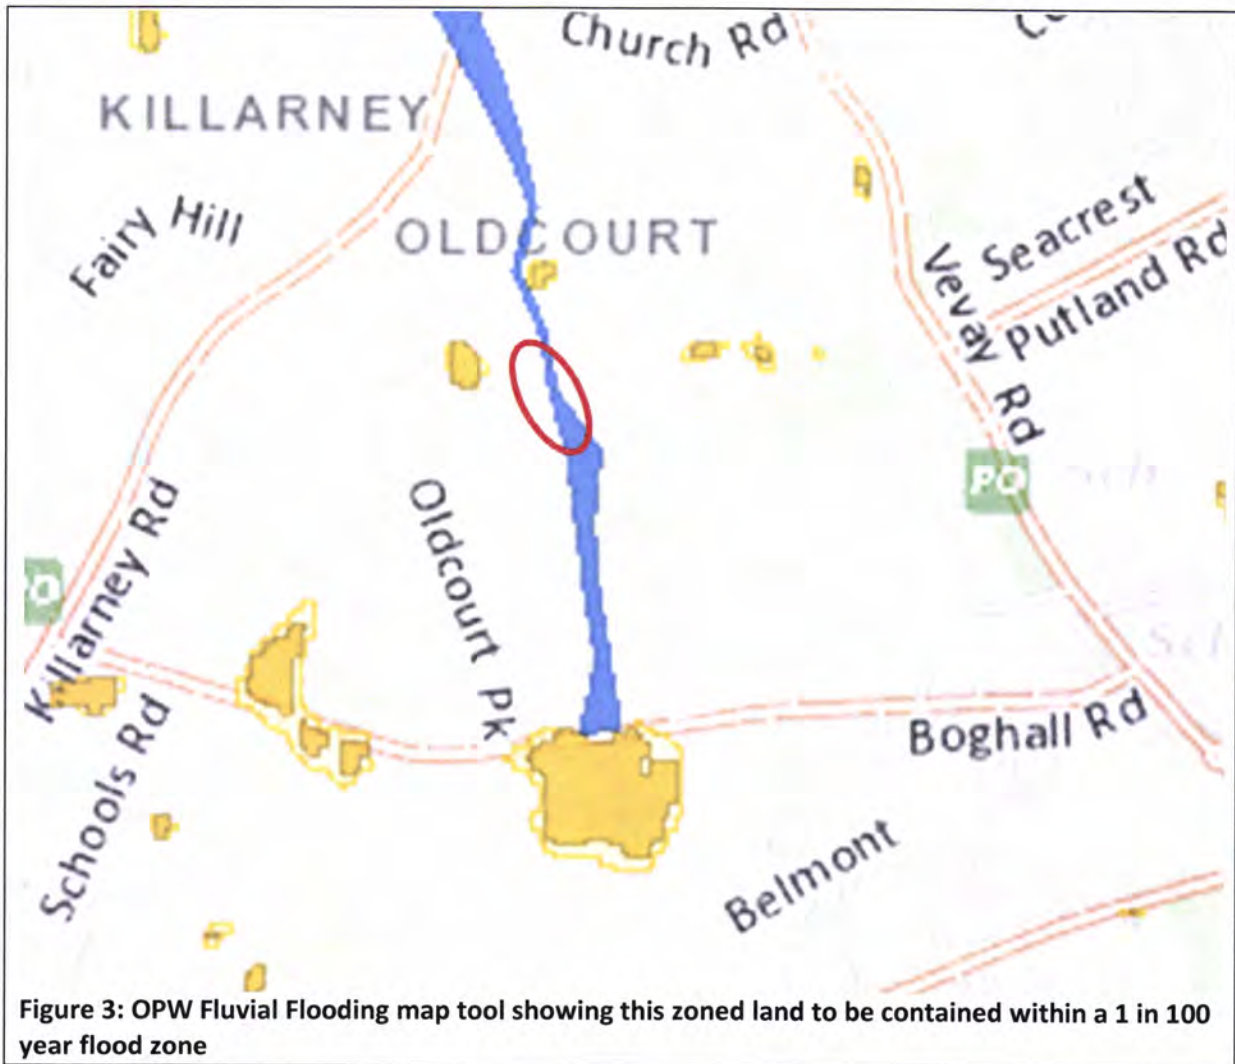 Church Rd
KILLARNEY
Fairy Hill
OLDCOURT
Seacrest
Putland Rd
Vevay Rd
PO
Oldcourt Pk
Killarney Rd
Schools Rd
Boghall Rd
Belmont
Figure 3: OPW Fluvial Flooding map tool showing this zoned land to be contained within a 1 in 100
year flood zone